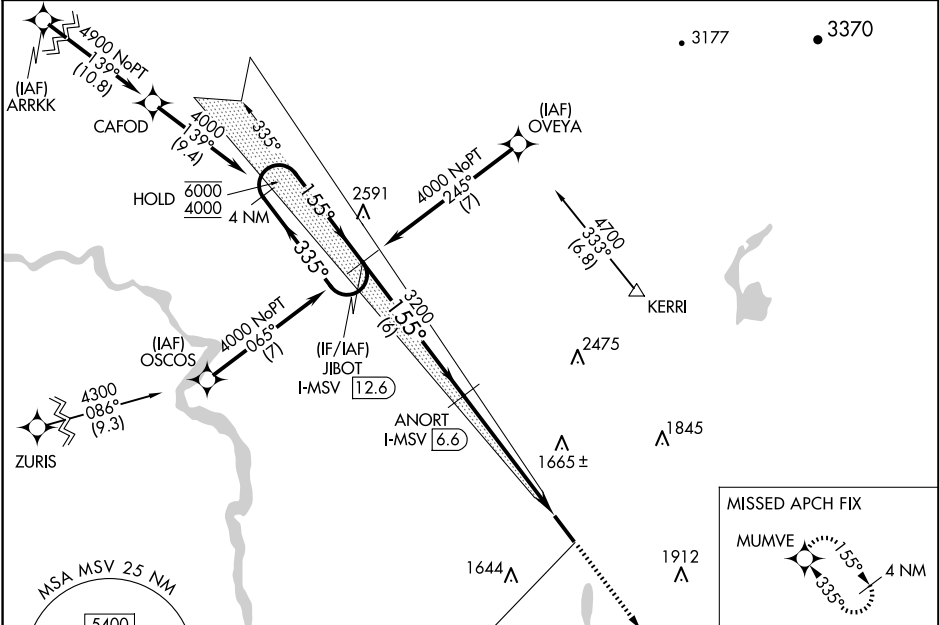 3177
3370
4900 NoPT
139°
(10.8)
(IAF)
ARRKK
CAFOD
4000
139°
(9.4)
335°
(IAF)
OVEYA
4000 NoPT
245°
(7)
HOLD
6000
4000
4 NM
155°
2591
335°
4700
333°
(6.8)
KERRI
(IAF)
OSCOS
4000 NoPT
065°
(7)
(IF/IAF)
JIBOT
I-MSV 12.6
3200
155°
(6)
2475
4300
086°
(9.3)
ZURIS
ANORT
I-MSV 6.6
1665 ±
1845
MISSED APCH FIX
MUMVE
155°
335°
4 NM
1644
1912
MSA MSV 25 NM
5400